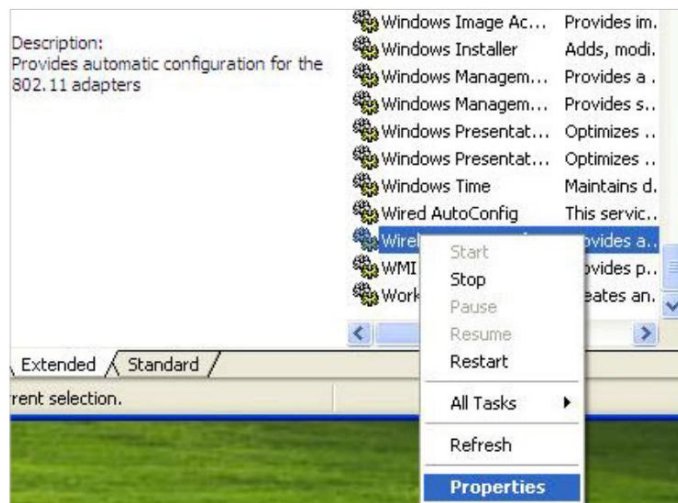 Description:
Provides automatic configuration for the
802.11 adapters
Windows Image Ac... Provides im.
Windows Installer Adds, modi.
Windows Managem... Provides a .
Windows Managem... Provides s...
Windows Presentat... Optimizes ..
Windows Presentat... Optimizes ..
Windows Time Maintains d.
Wired AutoConfig This servic..
Wirel ovides a..
WMI ovides p..
Work eates an.
Start
Stop
Pause
Resume
Restart
All Tasks
Refresh
Properties
Extended Standard
rrent selection.